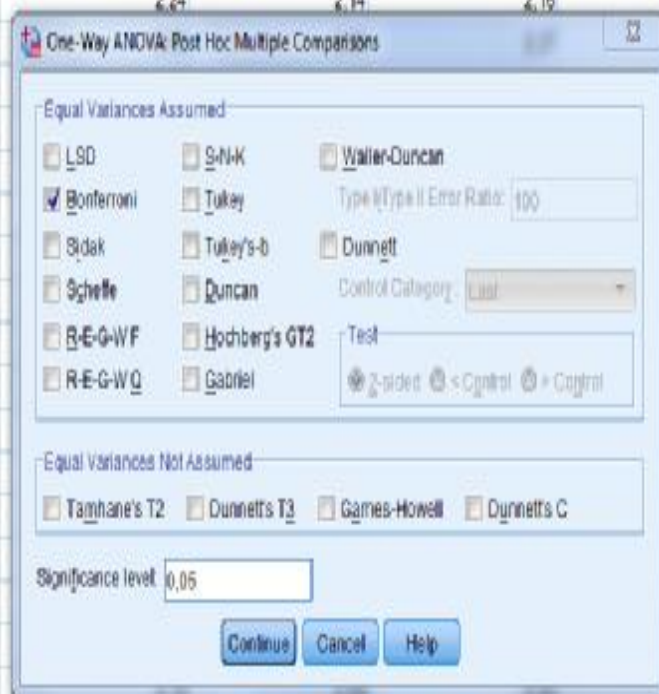 One-Way ANOVA: Post Hoc Multiple Comparisons
Equal Variances Assumed
LSD S-N-K Waller-Duncan
Bonferroni Tukey Type I/Type II Error Ratio: 100
Sidak Tukey's-b Dunnett
Scheffe Duncan Control Category: Last
R-E-G-W F Hochberg's GT2 Test
R-E-G-W Q Gabriel 2-sided < Control > Control
Equal Variances Not Assumed
Tamhane's T2 Dunnett's T3 Games-Howell Dunnett's C
Significance level: 0,05
Continue Cancel Help